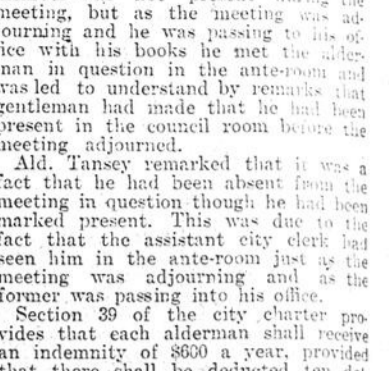 meeting, but as the meeting was ad-
journing and he was passing to his of-
fice with his books he met the alder-
man in question in the ante-room and
was led to understand by remarks that
gentleman had made that he had been
present in the council room before the
meeting adjourned.
Ald. Tansey remarked that it was a
fact that he had been absent from the
meeting in question though he had been
marked present. This was due to the
fact that the assistant city clerk had
seen him in the ante-room just as the
meeting was adjourning and as the
former was passing into his office.
Section 39 of the city charter pro-
vides that each alderman shall receive
an indemnity of $600 a year, provided
that there shall be deducted ten